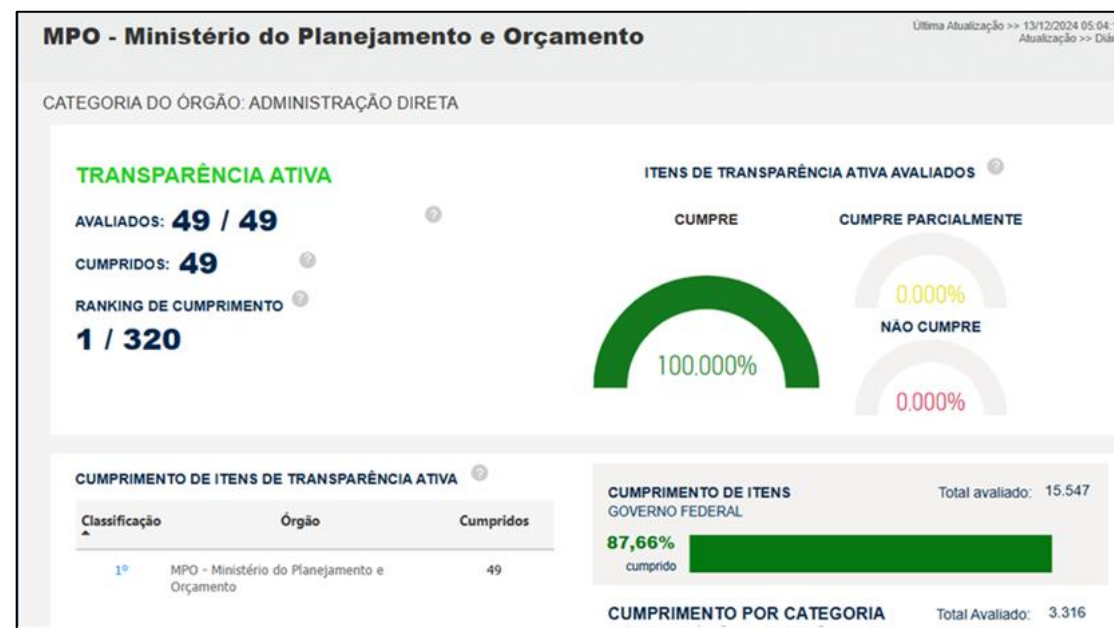 MPO - Ministério do Planejamento e Orçamento
Última Atualização >> 13/12/2024 05:04:
Atualização >> Diár
CATEGORIA DO ÓRGÃO: ADMINISTRAÇÃO DIRETA
TRANSPARÊNCIA ATIVA
AVALIADOS: 49 / 49 ?
CUMPRIDOS: 49 ?
RANKING DE CUMPRIMENTO ?
1 / 320
ITENS DE TRANSPARÊNCIA ATIVA AVALIADOS ?
CUMPRE
100.000%
CUMPRE PARCIALMENTE
0.000%
NÃO CUMPRE
0.000%
CUMPRIMENTO DE ITENS DE TRANSPARÊNCIA ATIVA ?
Classificação Órgão Cumpridos
1º MPO - Ministério do Planejamento e 49
Orçamento
CUMPRIMENTO DE ITENS Total avaliado: 15.547
GOVERNO FEDERAL
87,66%
cumprido
CUMPRIMENTO POR CATEGORIA Total Avaliado: 3.316